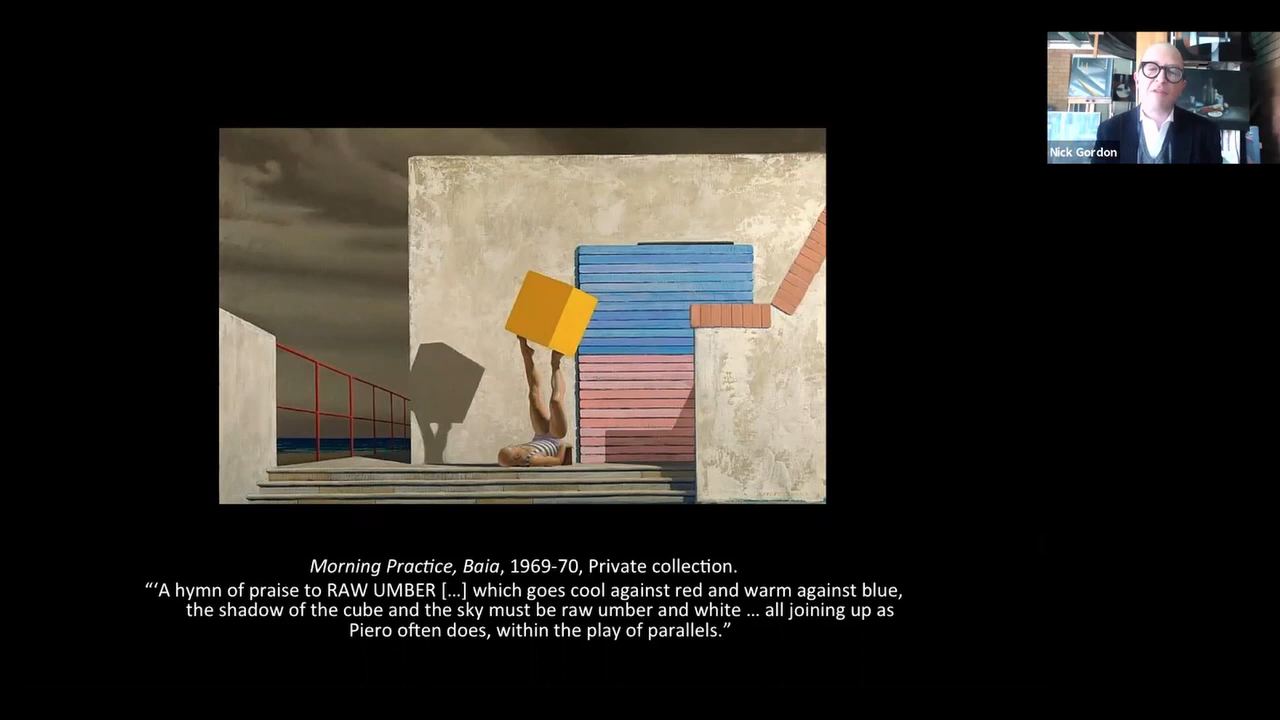 Nick Gordon
Morning Practice, Baia, 1969-70, Private collection.
“‘A hymn of praise to RAW UMBER [...] which goes cool against red and warm against blue,
the shadow of the cube and the sky must be raw umber and white ... all joining up as
Piero often does, within the play of parallels.”